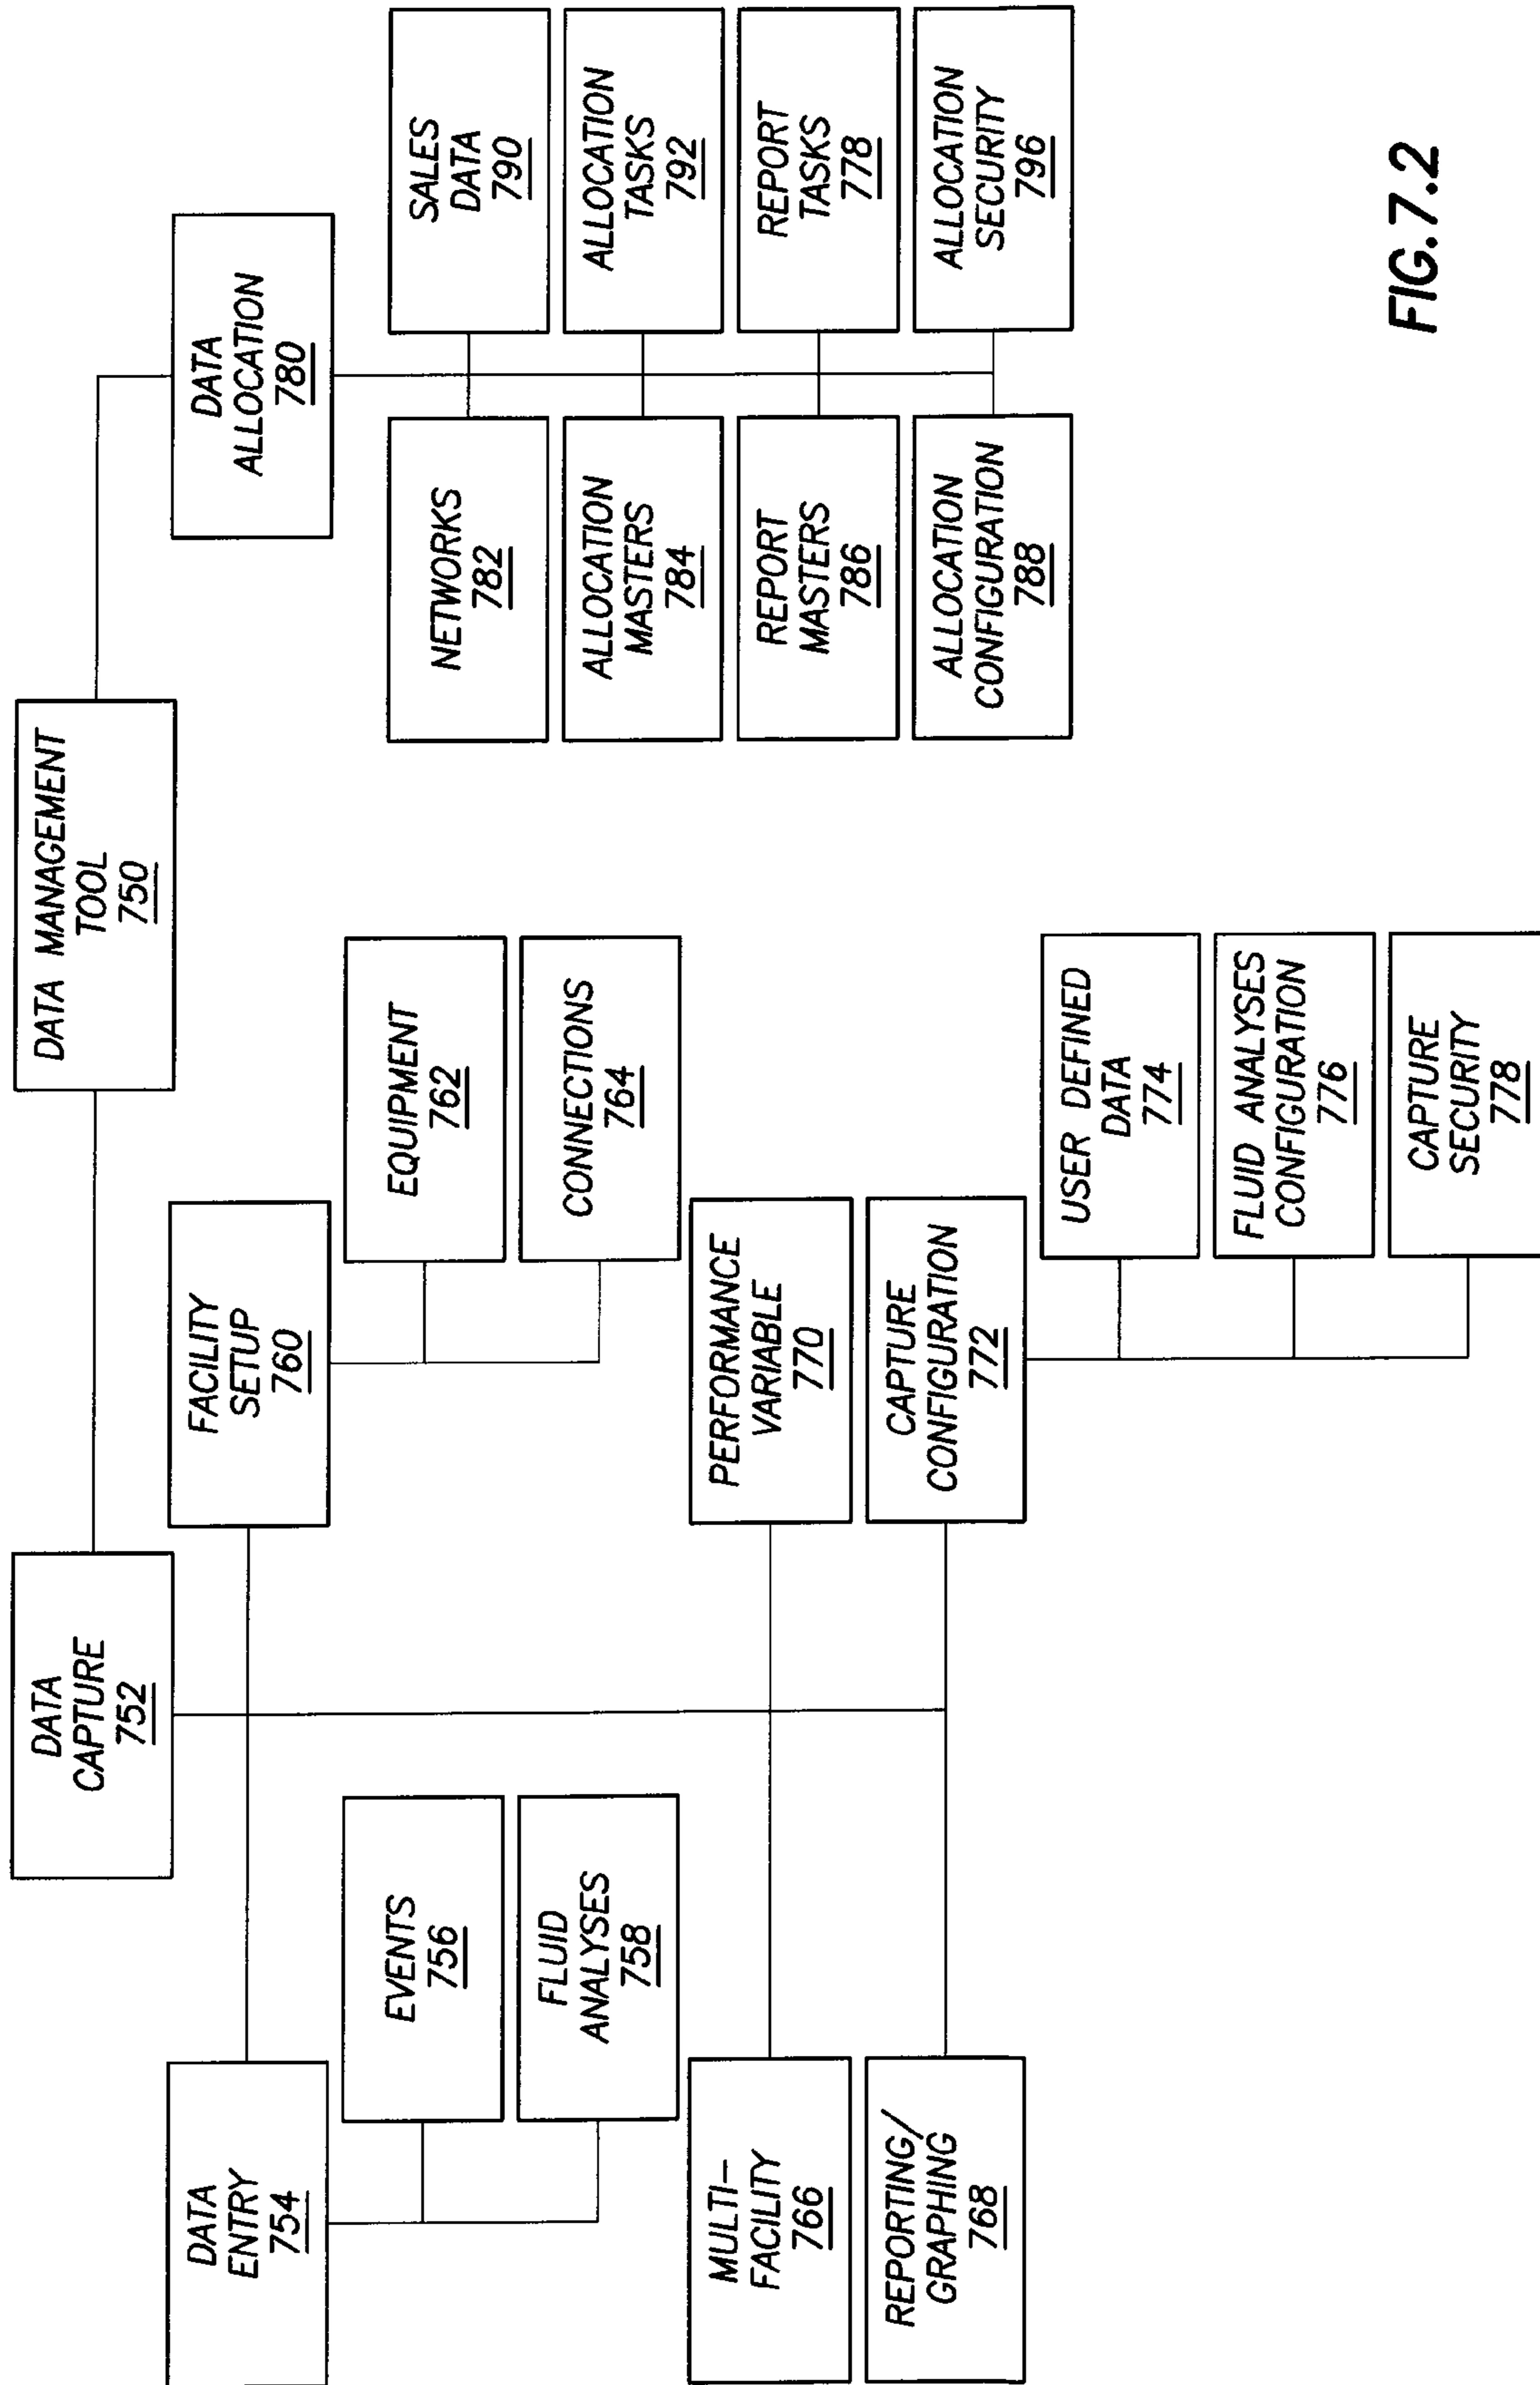 DATA MANAGEMENT
TOOL
750
DATA
CAPTURE
752
DATA
ALLOCATION
780
DATA
ENTRY
754
FACILITY
SETUP
760
EVENTS
756
FLUID
ANALYSES
758
EQUIPMENT
762
CONNECTIONS
764
MULTI–
FACILITY
766
PERFORMANCE
VARIABLE
770
REPORTING/
GRAPHING
768
CAPTURE
CONFIGURATION
772
USER DEFINED
DATA
774
FLUID ANALYSES
CONFIGURATION
776
CAPTURE
SECURITY
778
NETWORKS
782
SALES
DATA
790
ALLOCATION
MASTERS
784
ALLOCATION
TASKS
792
REPORT
MASTERS
786
REPORT
TASKS
778
ALLOCATION
CONFIGURATION
788
ALLOCATION
SECURITY
796
FIG.7.2